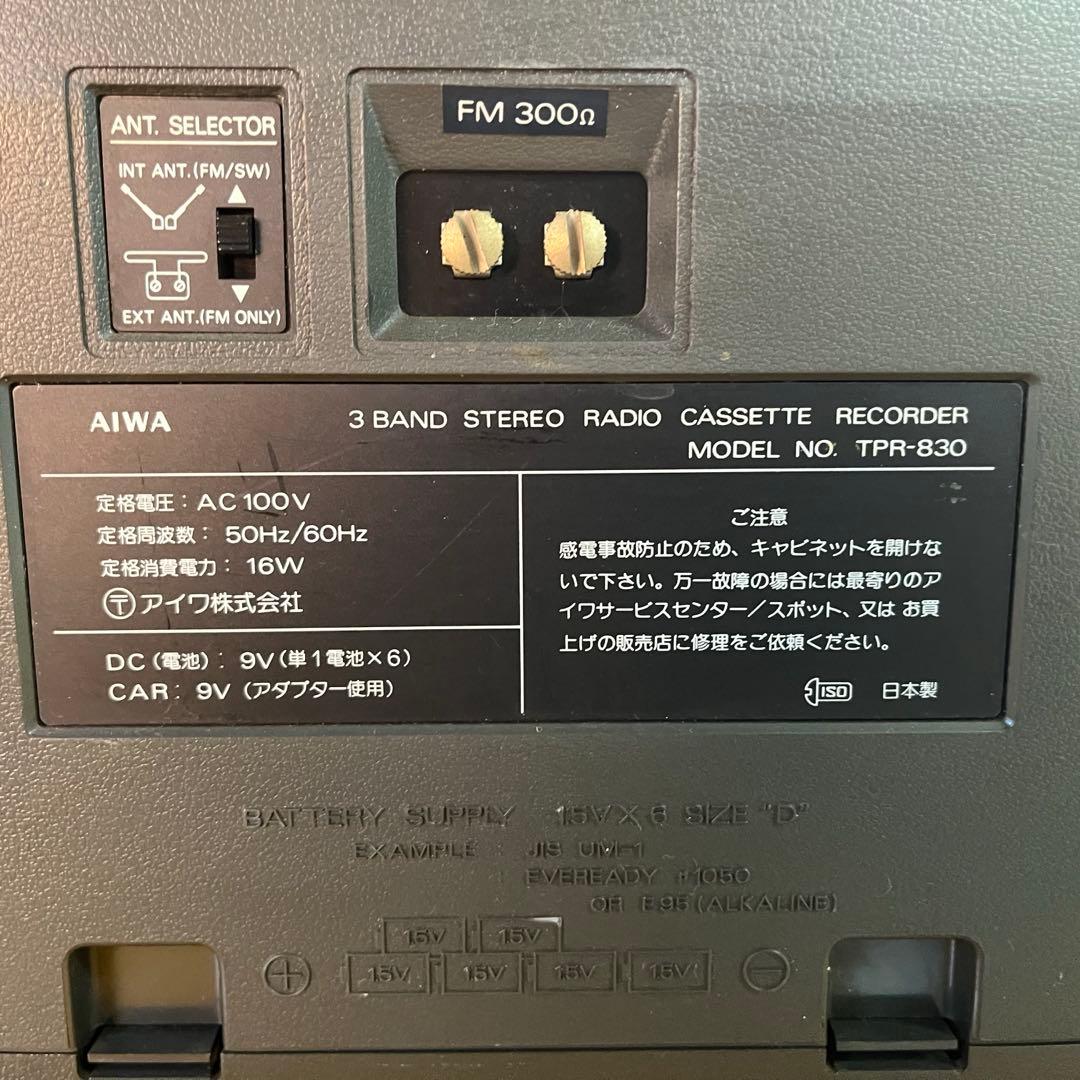 ANT. SELECTOR
INT ANT.(FM/SW)
EXT ANT.(FM ONLY)
FM 300Ω
AIWA
3 BAND STEREO RADIO CASSETTE RECORDER
MODEL NO. TPR-830
定格電圧：AC 100V
定格周波数：50Hz/60Hz
定格消費電力：16W
〒 アイワ株式会社
DC (電池)：9V (単1電池×6)
CAR：9V (アダプター使用)
ご注意
感電事故防止のため、キャビネットを開けな
いで下さい。万一故障の場合には最寄りのア
イワサービスセンター／スポット、又は お買
上げの販売店に修理をご依頼ください。
ISO 日本製
BATTERY SUPPLY 1.5V X 6 SIZE "D"
EXAMPLE : JIS UM-1
: EVEREADY #1050
OR E95 (ALKALINE)
1.5V 1.5V
+ 1.5V 1.5V 1.5V 1.5V −